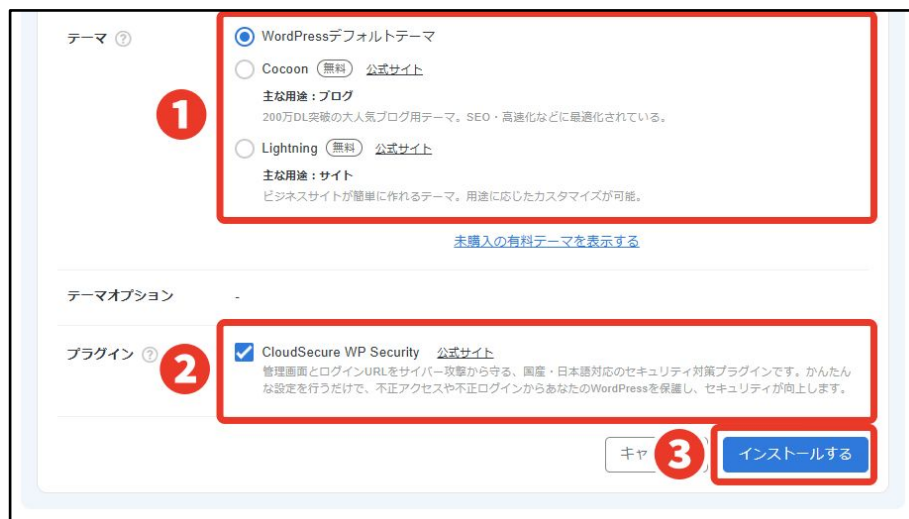 テーマ ?
WordPressデフォルトテーマ
Cocoon 無料 公式サイト
主な用途：ブログ
200万DL突破の大人気ブログ用テーマ。SEO・高速化などに最適化されている。
1
Lightning 無料 公式サイト
主な用途：サイト
ビジネスサイトが簡単に作れるテーマ。用途に応じたカスタマイズが可能。
未購入の有料テーマを表示する
テーマオプション -
プラグイン ?
2
CloudSecure WP Security 公式サイト
管理画面とログインURLをサイバー攻撃から守る、国産・日本語対応のセキュリティ対策プラグインです。かんたん
な設定を行うだけで、不正アクセスや不正ログインからあなたのWordPressを保護し、セキュリティが向上します。
キャ 3 インストールする